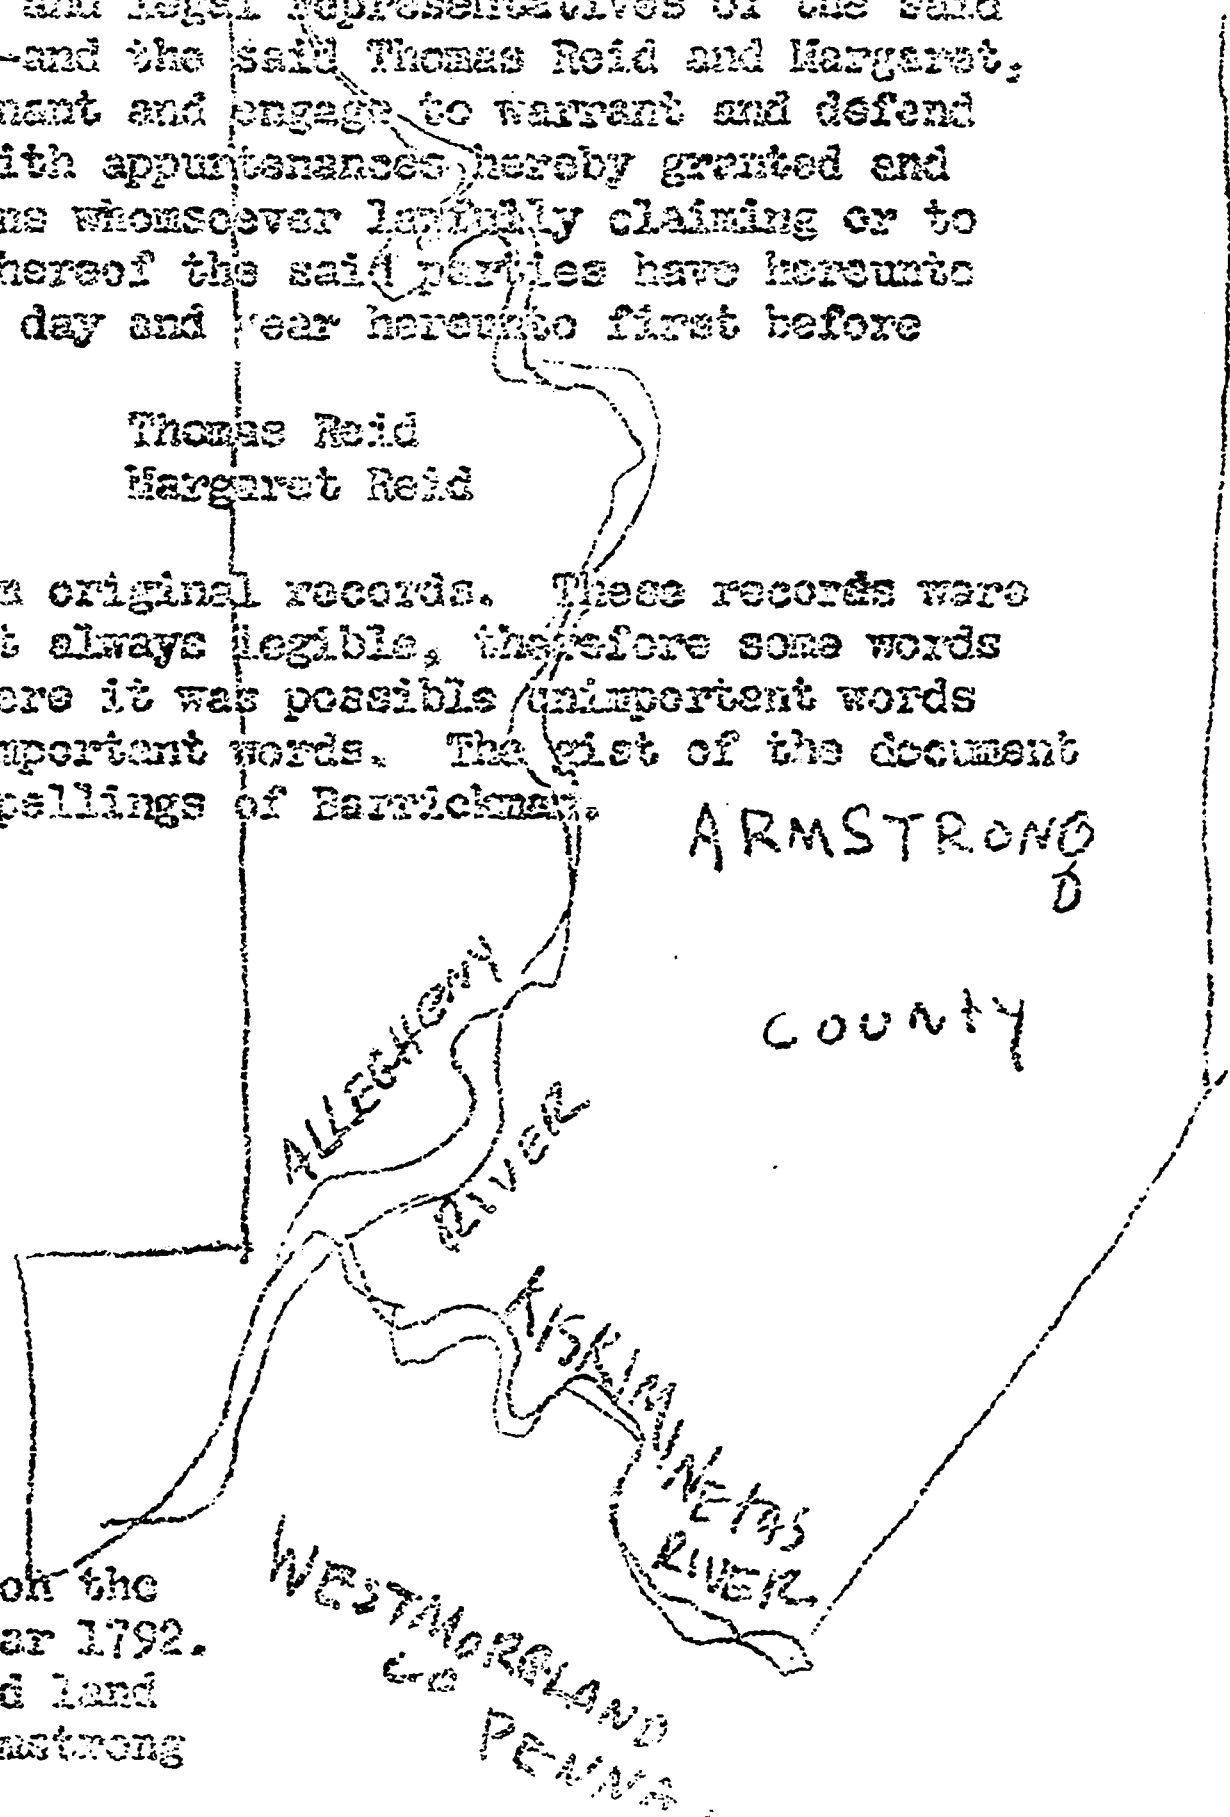 and legal representatives of the said
-and the said Thomas Reid and Margaret,
nant and engage to warrant and defend
ith appurtenances hereby granted and
ns whomsoever lawfully claiming or to
hereof the said parties have hereunto
day and year hereunto first before
Thomas Reid
Margaret Reid
m original records. These records were
t always legible, therefore some words
ere it was possible unimportent words
mportant words. The gist of the document
pellings of Barrickman.
ARMSTRONG
COUNTY
ALLEGHENY
RIVER
KISKIMINNETAS
RIVER
WESTMORELAND
CO
PENNA.
on the
ar 1792.
d land
mstrong